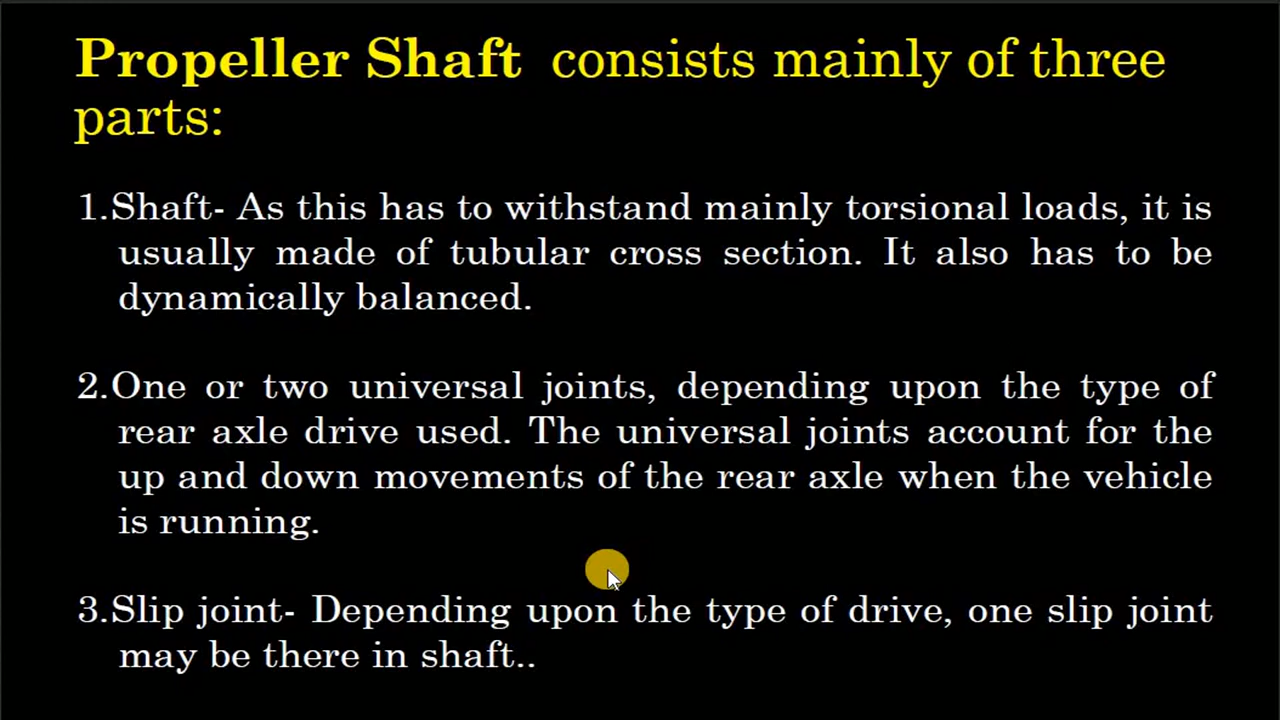 Propeller Shaft consists mainly of three
parts:
1.Shaft- As this has to withstand mainly torsional loads, it is
usually made of tubular cross section. It also has to be
dynamically balanced.
2.One or two universal joints, depending upon the type of
rear axle drive used. The universal joints account for the
up and down movements of the rear axle when the vehicle
is running.
3.Slip joint- Depending upon the type of drive, one slip joint
may be there in shaft..